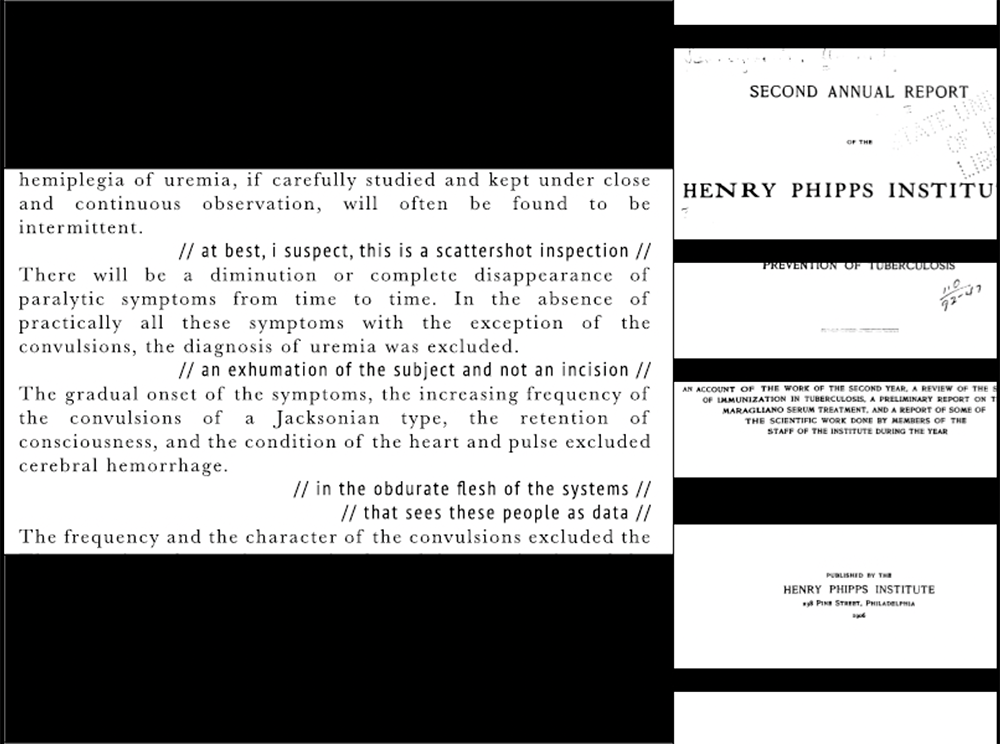 hemiplegia of uremia, if carefully studied and kept under close
and continuous observation, will often be found to be
intermittent.
// at best, i suspect, this is a scattershot inspection //
There will be a diminution or complete disappearance of
paralytic symptoms from time to time. In the absence of
practically all these symptoms with the exception of the
convulsions, the diagnosis of uremia was excluded.
// an exhumation of the subject and not an incision //
The gradual onset of the symptoms, the increasing frequency of
the convulsions of a Jacksonian type, the retention of
consciousness, and the condition of the heart and pulse excluded
cerebral hemorrhage.
// in the obdurate flesh of the systems //
// that sees these people as data //
The frequency and the character of the convulsions excluded the
SECOND ANNUAL REPORT
OF THE
HENRY PHIPPS INSTITU
PREVENTION OF TUBERCULOSIS
AN ACCOUNT OF THE WORK OF THE SECOND YEAR, A REVIEW OF THE S
OF IMMUNIZATION IN TUBERCULOSIS, A PRELIMINARY REPORT ON T
MARAGLIANO SERUM TREATMENT, AND A REPORT OF SOME OF
THE SCIENTIFIC WORK DONE BY MEMBERS OF THE
STAFF OF THE INSTITUTE DURING THE YEAR
PUBLISHED BY THE
HENRY PHIPPS INSTITUTE
238 PINE STREET, PHILADELPHIA
1906